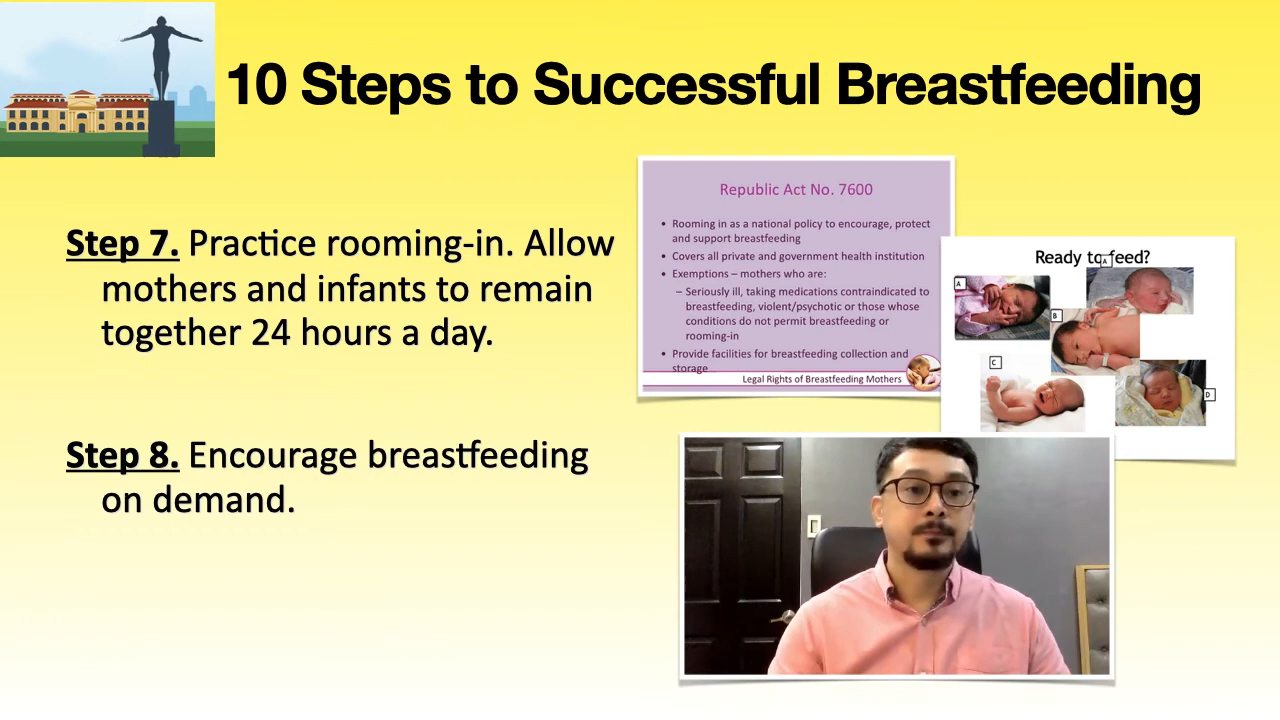 10 Steps to Successful Breastfeeding
Step 7. Practice rooming-in. Allow
mothers and infants to remain
together 24 hours a day.
Step 8. Encourage breastfeeding
on demand.
Republic Act No. 7600
• Rooming in as a national policy to encourage, protect
and support breastfeeding
• Covers all private and government health institution
• Exemptions – mothers who are:
– Seriously ill, taking medications contraindicated to
breastfeeding, violent/psychotic or those whose
conditions do not permit breastfeeding or
rooming-in
• Provide facilities for breastfeeding collection and
storage
Legal Rights of Breastfeeding Mothers
Ready to feed?
A
A
B
C
D